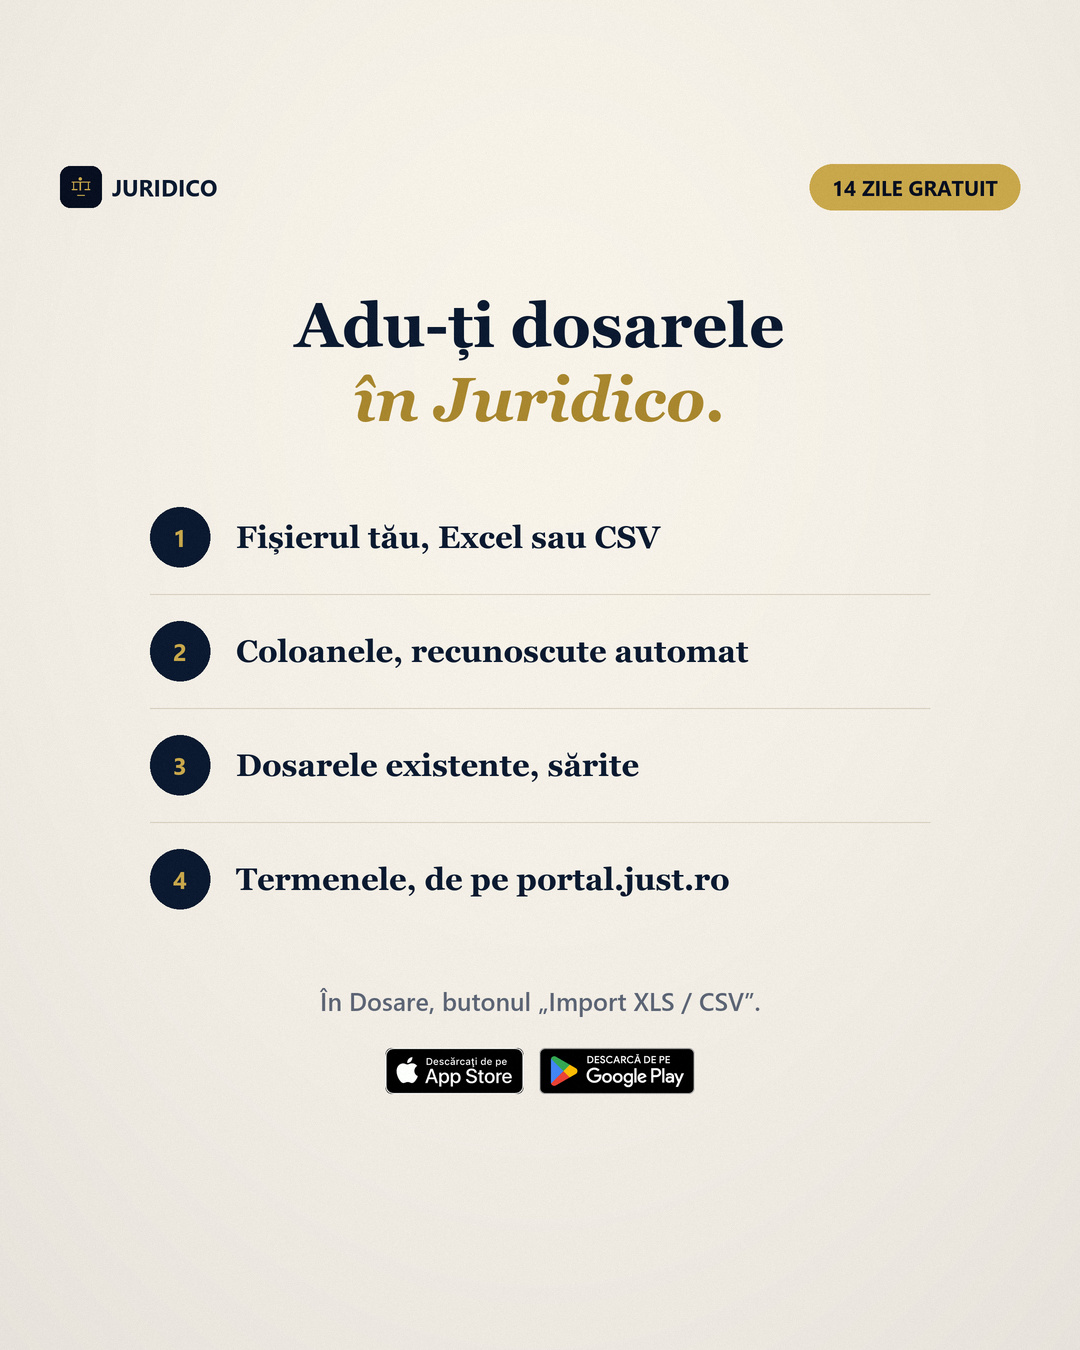 JURIDICO
14 ZILE GRATUIT
Adu-ți dosarele
în Juridico.
1 Fișierul tău, Excel sau CSV
2 Coloanele, recunoscute automat
3 Dosarele existente, sărite
4 Termenele, de pe portal.just.ro
În Dosare, butonul „Import XLS / CSV”.
Descărcați de pe
App Store
DESCARCĂ DE PE
Google Play